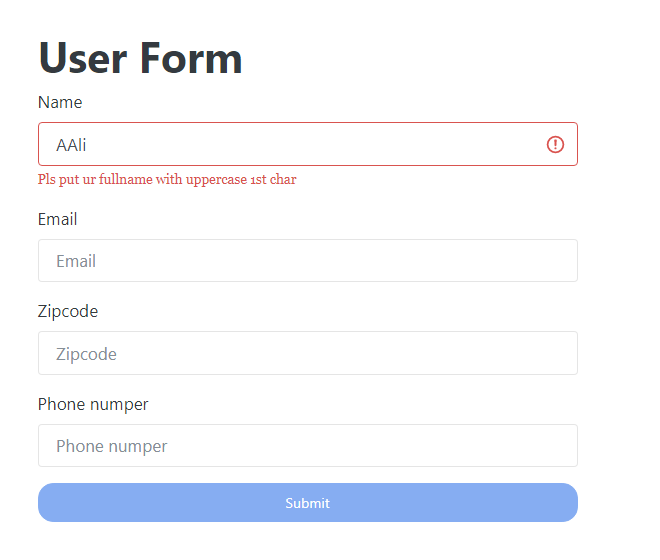 User Form
Name
AAli
Pls put ur fullname with uppercase 1st char
Email
Email
Zipcode
Zipcode
Phone numper
Phone numper
Submit